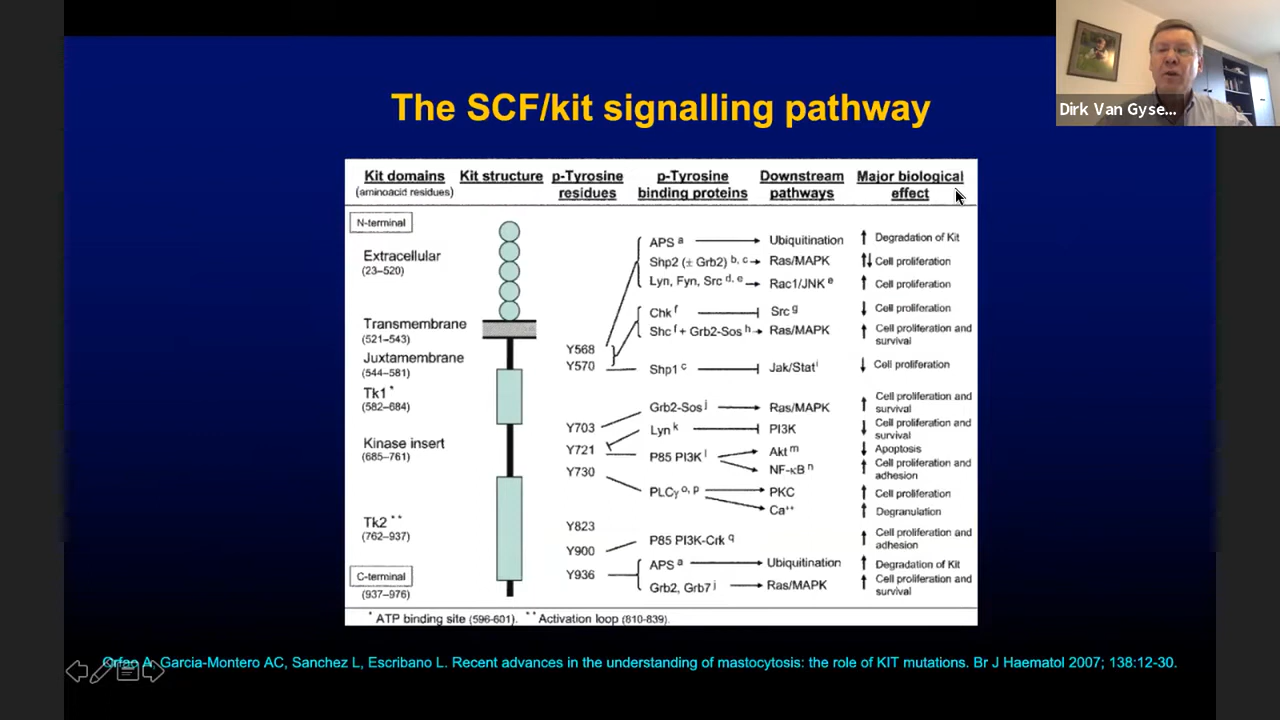 Dirk Van Gyse...
The SCF/kit signalling pathway
Kit domains Kit structure p-Tyrosine p-Tyrosine Downstream Major biological
(aminoacid residues) residues binding proteins pathways effect
N-terminal
APS a Ubiquitination Degradation of Kit
Extracellular Shp2 (± Grb2) b, c Ras/MAPK Cell proliferation
(23–520) Lyn, Fyn, Src d, e Rac1/JNK e Cell proliferation
Chk f Src g Cell proliferation
Transmembrane Shc f + Grb2-Sos h Ras/MAPK Cell proliferation and
(521–543) survival
Y568
Juxtamembrane Y570 Shp1 c Jak/Stat i Cell proliferation
(544–581)
Tk1 * Cell proliferation and
(582–684) Grb2-Sos j Ras/MAPK survival
Y703 Lyn k PI3K Cell proliferation and
survival
Kinase insert Y721 P85 PI3K l Akt m Apoptosis
(685–761) NF-κB n Cell proliferation and
Y730 adhesion
PLCγ o, p PKC Cell proliferation
Ca++ Degranulation
Tk2 ** Y823
(762–937) P85 PI3K-Crk q Cell proliferation and
Y900 adhesion
APS a Ubiquitination Degradation of Kit
C-terminal Y936 Cell proliferation and
(937–976) Grb2, Grb7 j Ras/MAPK survival
* ATP binding site (596-601). ** Activation loop (810-839).
Orfao A, Garcia-Montero AC, Sanchez L, Escribano L. Recent advances in the understanding of mastocytosis: the role of KIT mutations. Br J Haematol 2007; 138:12-30.